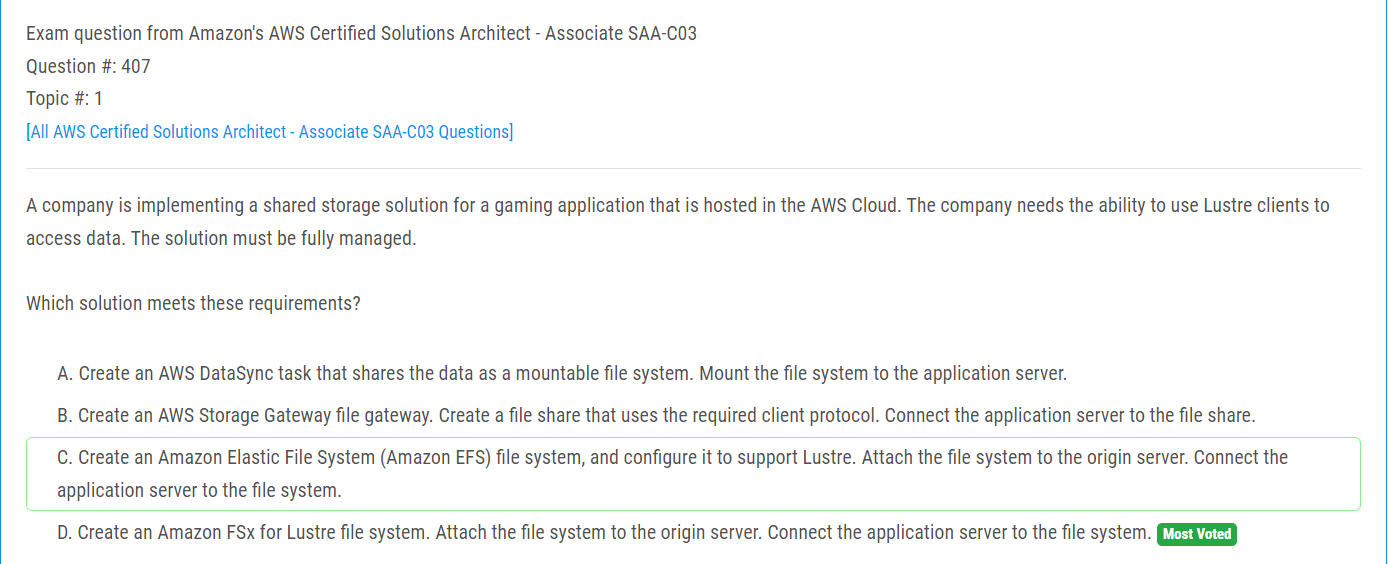 Exam question from Amazon's AWS Certified Solutions Architect - Associate SAA-C03
Question #: 407
Topic #: 1
[All AWS Certified Solutions Architect - Associate SAA-C03 Questions]
A company is implementing a shared storage solution for a gaming application that is hosted in the AWS Cloud. The company needs the ability to use Lustre clients to
access data. The solution must be fully managed.
Which solution meets these requirements?
A. Create an AWS DataSync task that shares the data as a mountable file system. Mount the file system to the application server.
B. Create an AWS Storage Gateway file gateway. Create a file share that uses the required client protocol. Connect the application server to the file share.
C. Create an Amazon Elastic File System (Amazon EFS) file system, and configure it to support Lustre. Attach the file system to the origin server. Connect the
application server to the file system.
D. Create an Amazon FSx for Lustre file system. Attach the file system to the origin server. Connect the application server to the file system. Most Voted